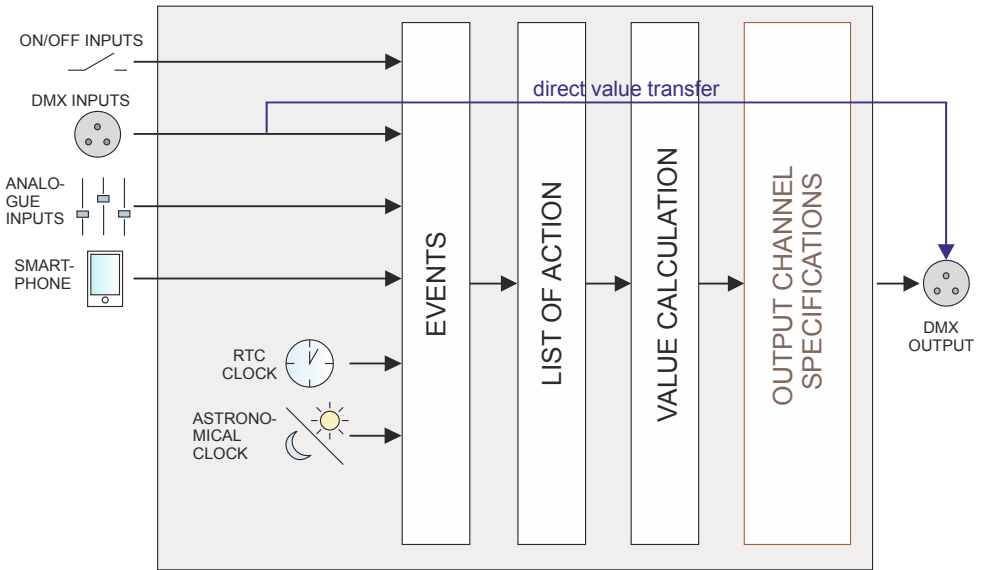 ON/OFF INPUTS
DMX INPUTS
direct value transfer
ANALO-
GUE
INPUTS
SMART-
PHONE
RTC
CLOCK
ASTRONO-
MICAL
CLOCK
EVENTS
LIST OF ACTION
VALUE CALCULATION
OUTPUT CHANNEL
SPECIFICATIONS
DMX
OUTPUT